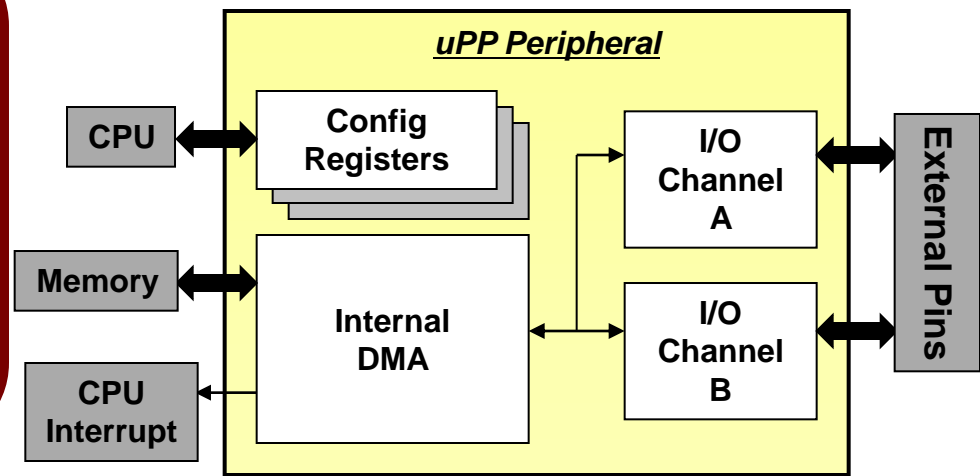 uPP Peripheral
CPU
Config
Registers
I/O
Channel
A
External Pins
Memory
Internal
DMA
I/O
Channel
B
CPU
Interrupt